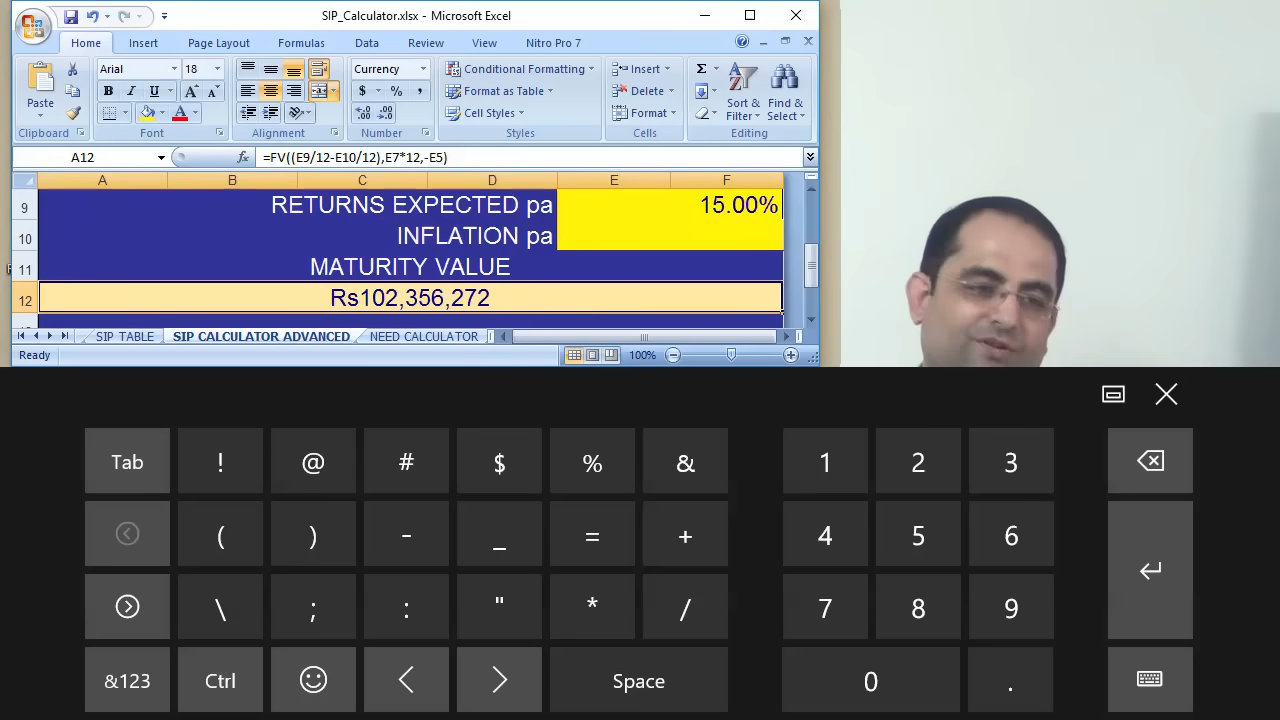 SIP_Calculator.xlsx - Microsoft Excel
Home Insert Page Layout Formulas Data Review View Nitro Pro 7
Paste
Clipboard
Arial 18
B I U A A
A
Font
Alignment
Currency
$ % ,
Number
Conditional Formatting
Format as Table
Cell Styles
Styles
Insert
Delete
Format
Cells
Σ
Sort & Filter
Find & Select
Editing
A12 fx =FV((E9/12-E10/12),E7*12,-E5)
A B C D E F
9 RETURNS EXPECTED pa 15.00%
10 INFLATION pa
11 MATURITY VALUE
12 Rs102,356,272
SIP TABLE SIP CALCULATOR ADVANCED NEED CALCULATOR
Ready 100%
Tab ! @ # $ % & 1 2 3
( ) - _ = + 4 5 6
\ ; : " * / 7 8 9
&123 Ctrl Space 0 .